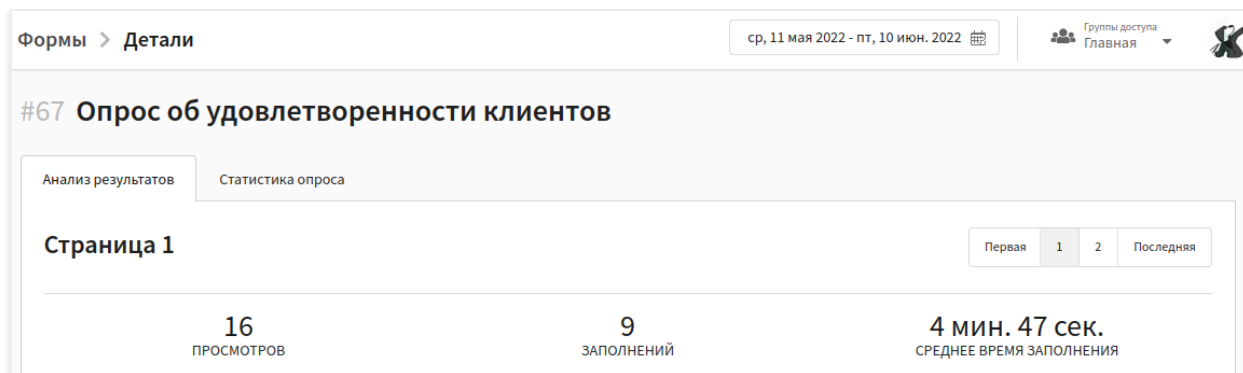 Формы > Детали
ср, 11 мая 2022 - пт, 10 июн. 2022
Группы доступа
Главная
#67 Опрос об удовлетворенности клиентов
Анализ результатов Статистика опроса
Страница 1
Первая 1 2 Последняя
16 9 4 мин. 47 сек.
ПРОСМОТРОВ ЗАПОЛНЕНИЙ СРЕДНЕЕ ВРЕМЯ ЗАПОЛНЕНИЯ